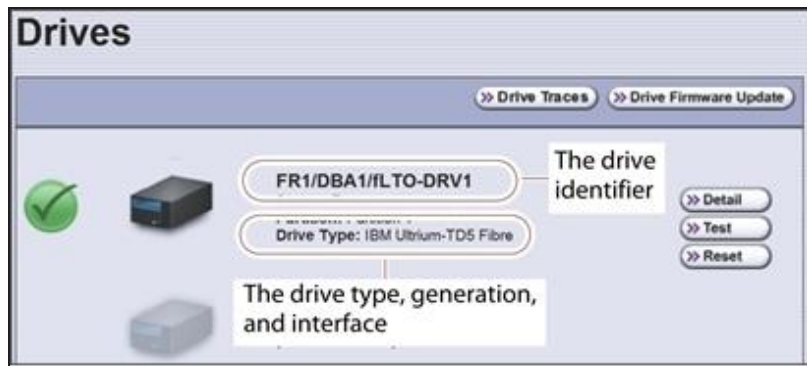 Drives
Drive Traces
Drive Firmware Update
FR1/DBA1/fLTO-DRV1
The drive
identifier
Drive Type: IBM Ultrium-TD5 Fibre
Detail
Test
Reset
The drive type, generation,
and interface